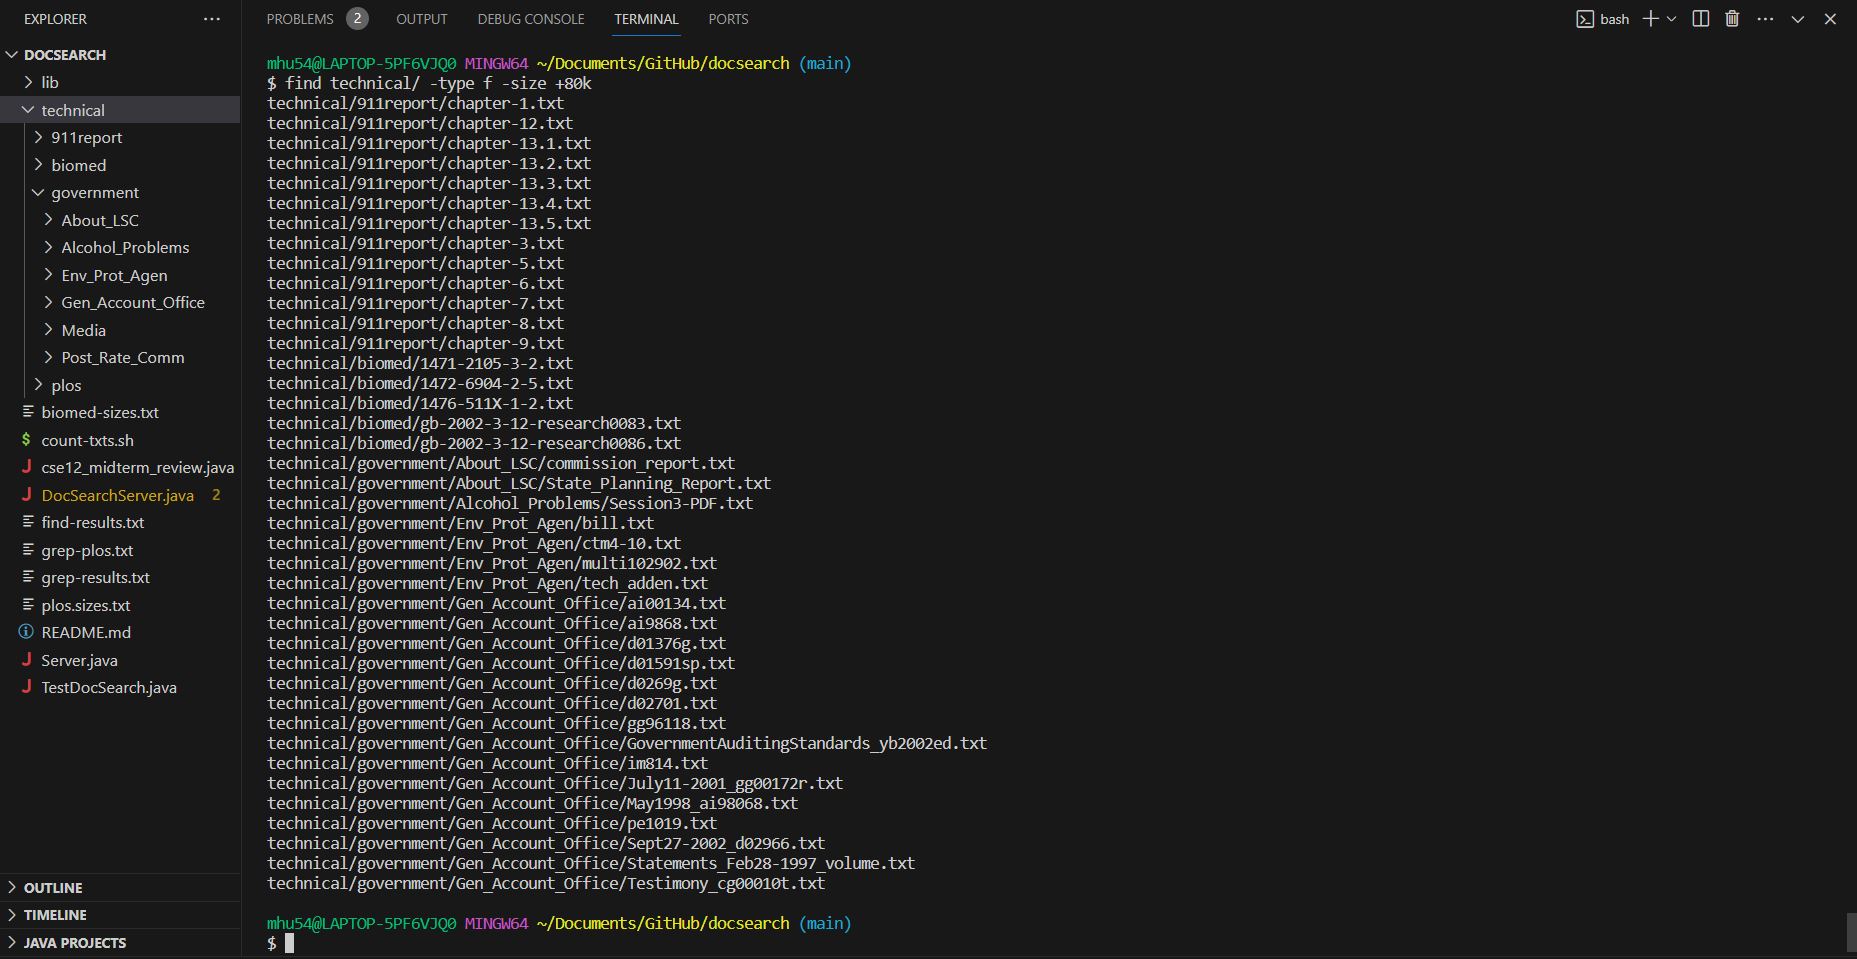 EXPLORER
DOCSEARCH
lib
technical
911report
biomed
government
About_LSC
Alcohol_Problems
Env_Prot_Agen
Gen_Account_Office
Media
Post_Rate_Comm
plos
biomed-sizes.txt
$ count-txts.sh
J cse12_midterm_review.java
J DocSearchServer.java 2
find-results.txt
grep-plos.txt
grep-results.txt
plos.sizes.txt
README.md
J Server.java
J TestDocSearch.java
OUTLINE
TIMELINE
JAVA PROJECTS
PROBLEMS 2 OUTPUT DEBUG CONSOLE TERMINAL PORTS bash
mhu54@LAPTOP-5PF6VJQ0 MINGW64 ~/Documents/GitHub/docsearch (main)
$ find technical/ -type f -size +80k
technical/911report/chapter-1.txt
technical/911report/chapter-12.txt
technical/911report/chapter-13.1.txt
technical/911report/chapter-13.2.txt
technical/911report/chapter-13.3.txt
technical/911report/chapter-13.4.txt
technical/911report/chapter-13.5.txt
technical/911report/chapter-3.txt
technical/911report/chapter-5.txt
technical/911report/chapter-6.txt
technical/911report/chapter-7.txt
technical/911report/chapter-8.txt
technical/911report/chapter-9.txt
technical/biomed/1471-2105-3-2.txt
technical/biomed/1472-6904-2-5.txt
technical/biomed/1476-511X-1-2.txt
technical/biomed/gb-2002-3-12-research0083.txt
technical/biomed/gb-2002-3-12-research0086.txt
technical/government/About_LSC/commission_report.txt
technical/government/About_LSC/State_Planning_Report.txt
technical/government/Alcohol_Problems/Session3-PDF.txt
technical/government/Env_Prot_Agen/bill.txt
technical/government/Env_Prot_Agen/ctm4-10.txt
technical/government/Env_Prot_Agen/multi102902.txt
technical/government/Env_Prot_Agen/tech_adden.txt
technical/government/Gen_Account_Office/ai00134.txt
technical/government/Gen_Account_Office/ai9868.txt
technical/government/Gen_Account_Office/d01376g.txt
technical/government/Gen_Account_Office/d01591sp.txt
technical/government/Gen_Account_Office/d0269g.txt
technical/government/Gen_Account_Office/d02701.txt
technical/government/Gen_Account_Office/gg96118.txt
technical/government/Gen_Account_Office/GovernmentAuditingStandards_yb2002ed.txt
technical/government/Gen_Account_Office/im814.txt
technical/government/Gen_Account_Office/July11-2001_gg00172r.txt
technical/government/Gen_Account_Office/May1998_ai98068.txt
technical/government/Gen_Account_Office/pe1019.txt
technical/government/Gen_Account_Office/Sept27-2002_d02966.txt
technical/government/Gen_Account_Office/Statements_Feb28-1997_volume.txt
technical/government/Gen_Account_Office/Testimony_cg00010t.txt
mhu54@LAPTOP-5PF6VJQ0 MINGW64 ~/Documents/GitHub/docsearch (main)
$